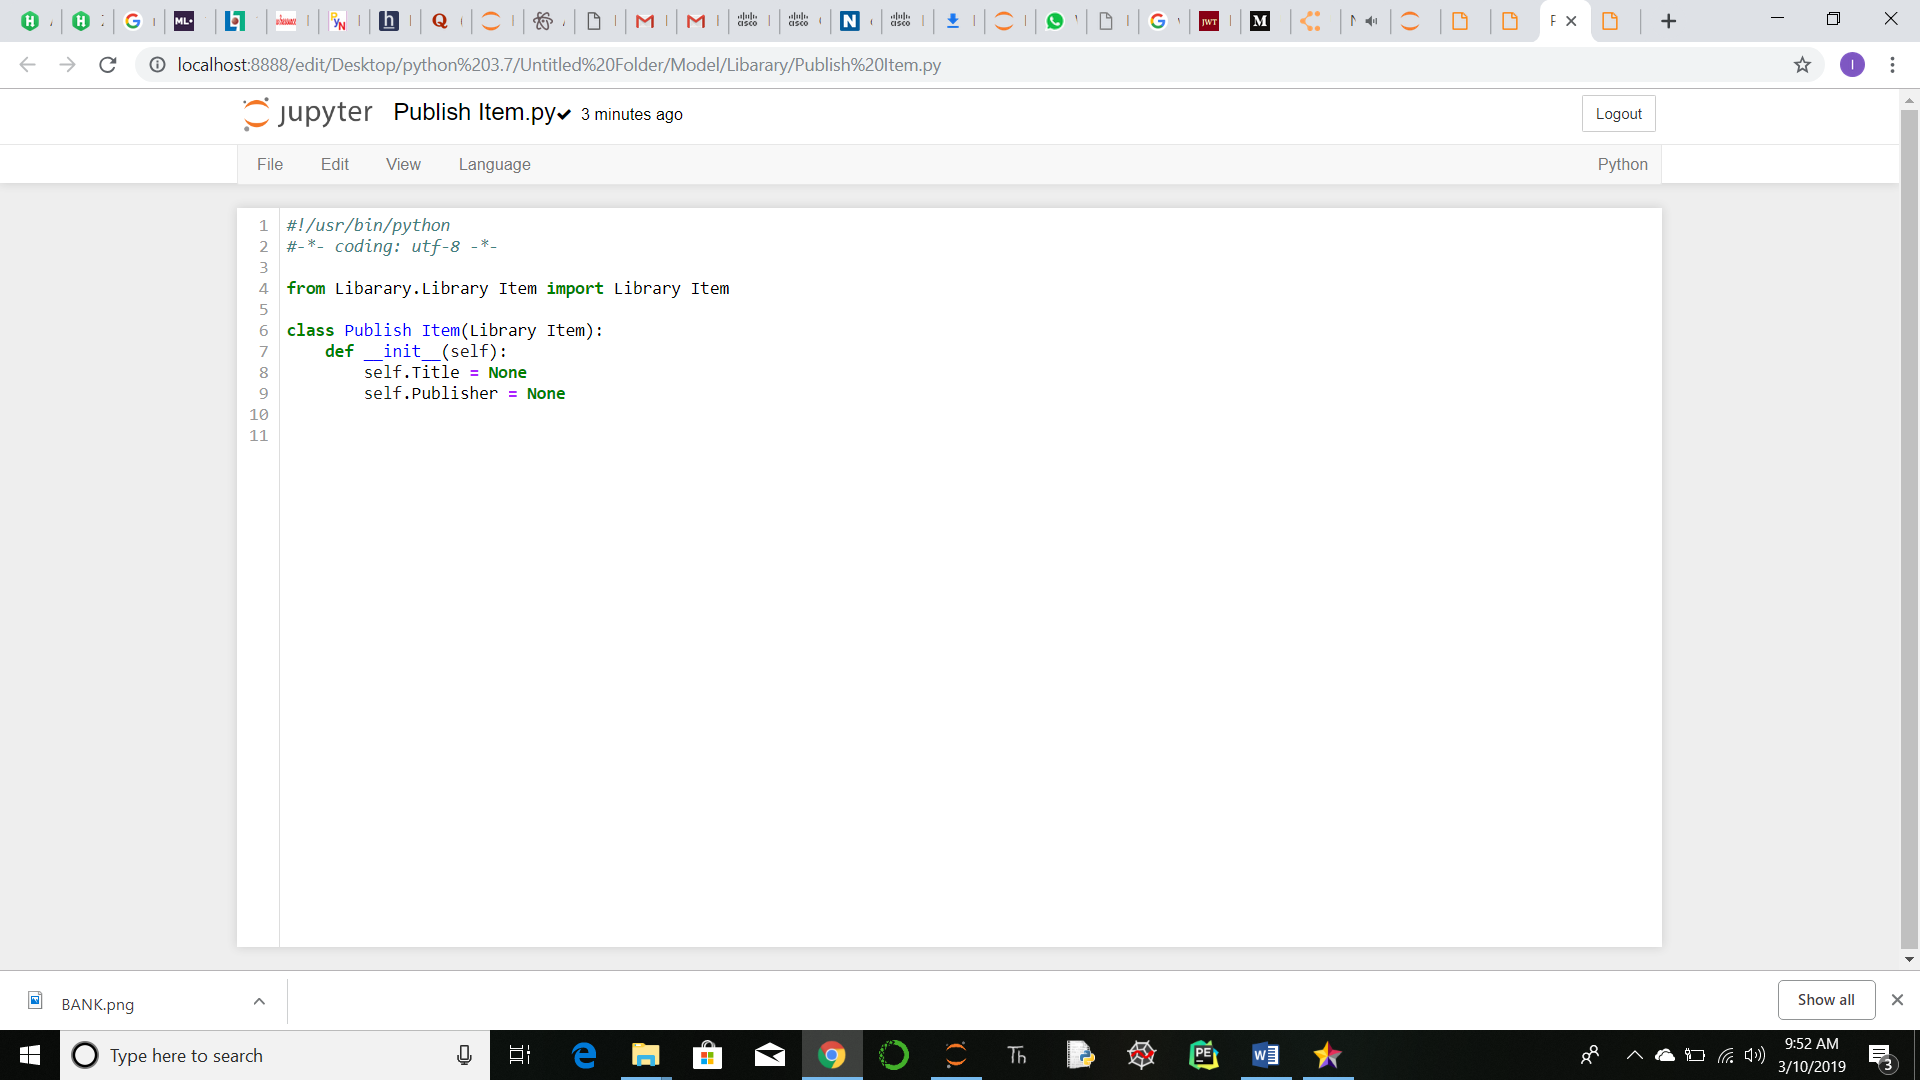 localhost:8888/edit/Desktop/python%203.7/Untitled%20Folder/Model/Libarary/Publish%20Item.py
jupyter Publish Item.py 3 minutes ago
Logout
File Edit View Language Python
1 #!/usr/bin/python
2 #-*- coding: utf-8 -*-
3
4 from Libarary.Library Item import Library Item
5
6 class Publish Item(Library Item):
7 def __init__(self):
8 self.Title = None
9 self.Publisher = None
10
11
BANK.png
Show all
Type here to search
Th
PE
9:52 AM
3/10/2019
3